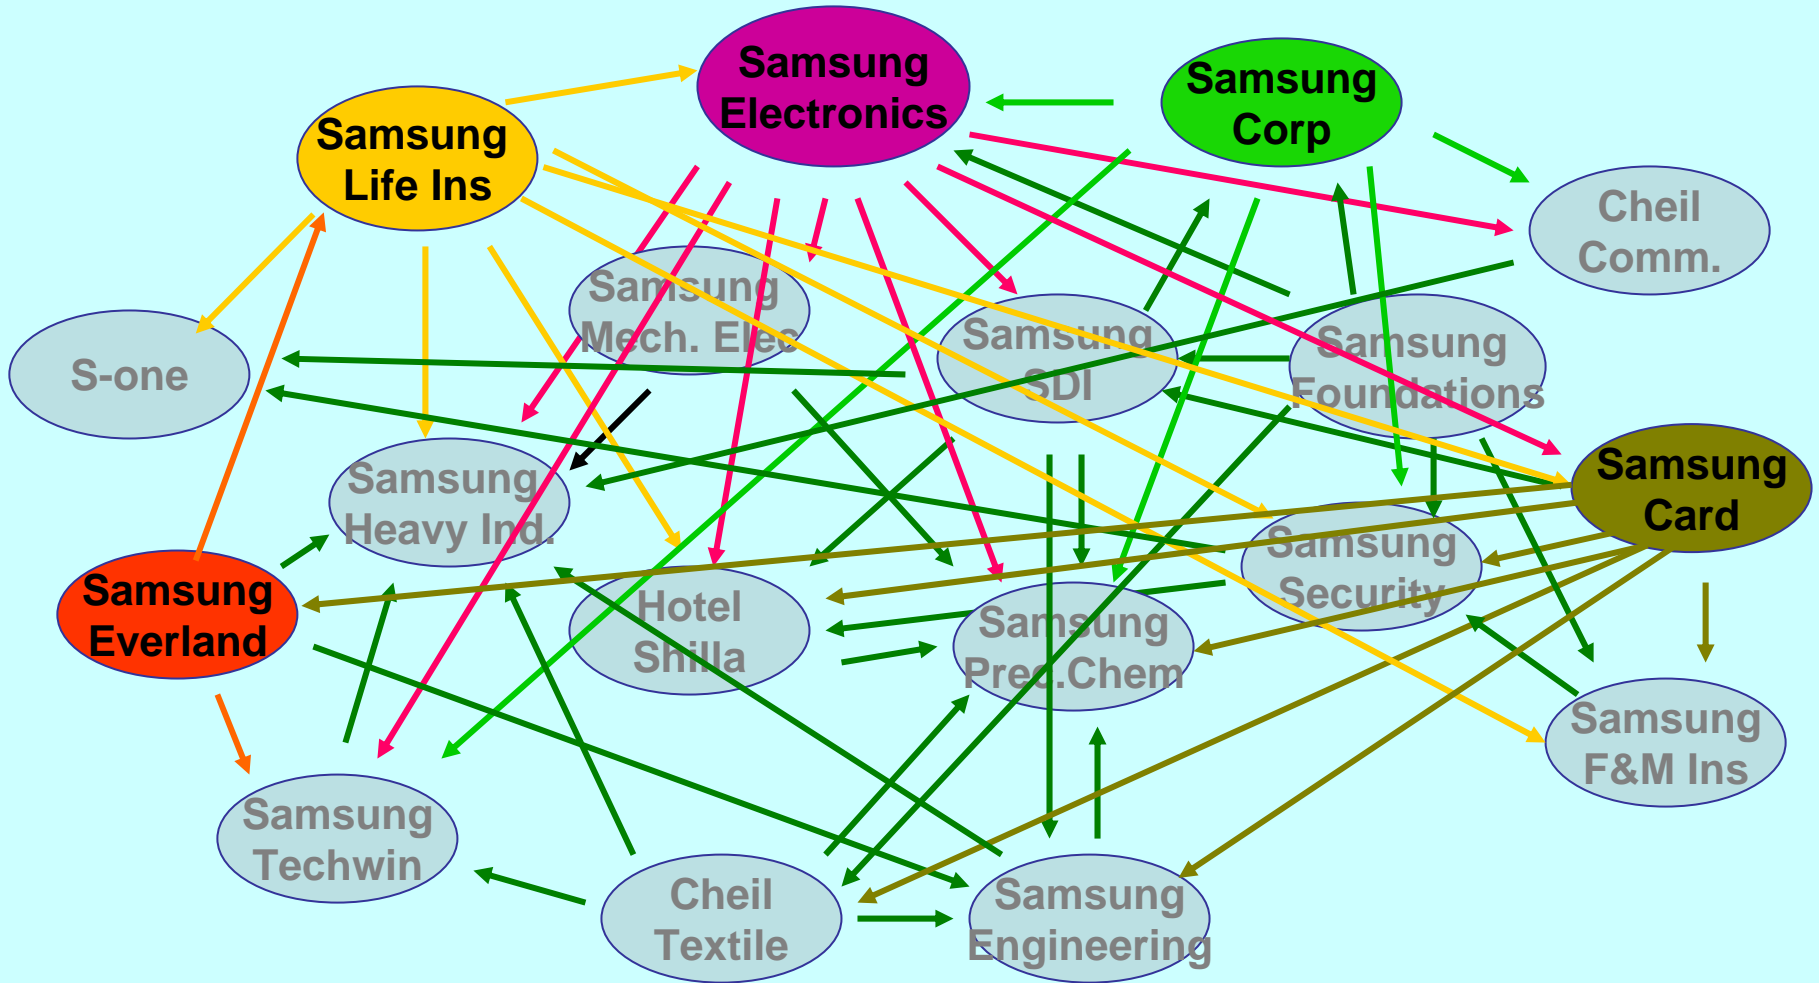 Samsung
Electronics
Samsung
Corp
Samsung
Life Ins
Cheil
Comm.
Samsung
Mech. Elec
Samsung
SDI
Samsung
Foundations
S-one
Samsung
Heavy Ind.
Samsung
Card
Samsung
Security
Samsung
Everland
Hotel
Shilla
Samsung
Prec.Chem
Samsung
F&M Ins
Samsung
Techwin
Cheil
Textile
Samsung
Engineering